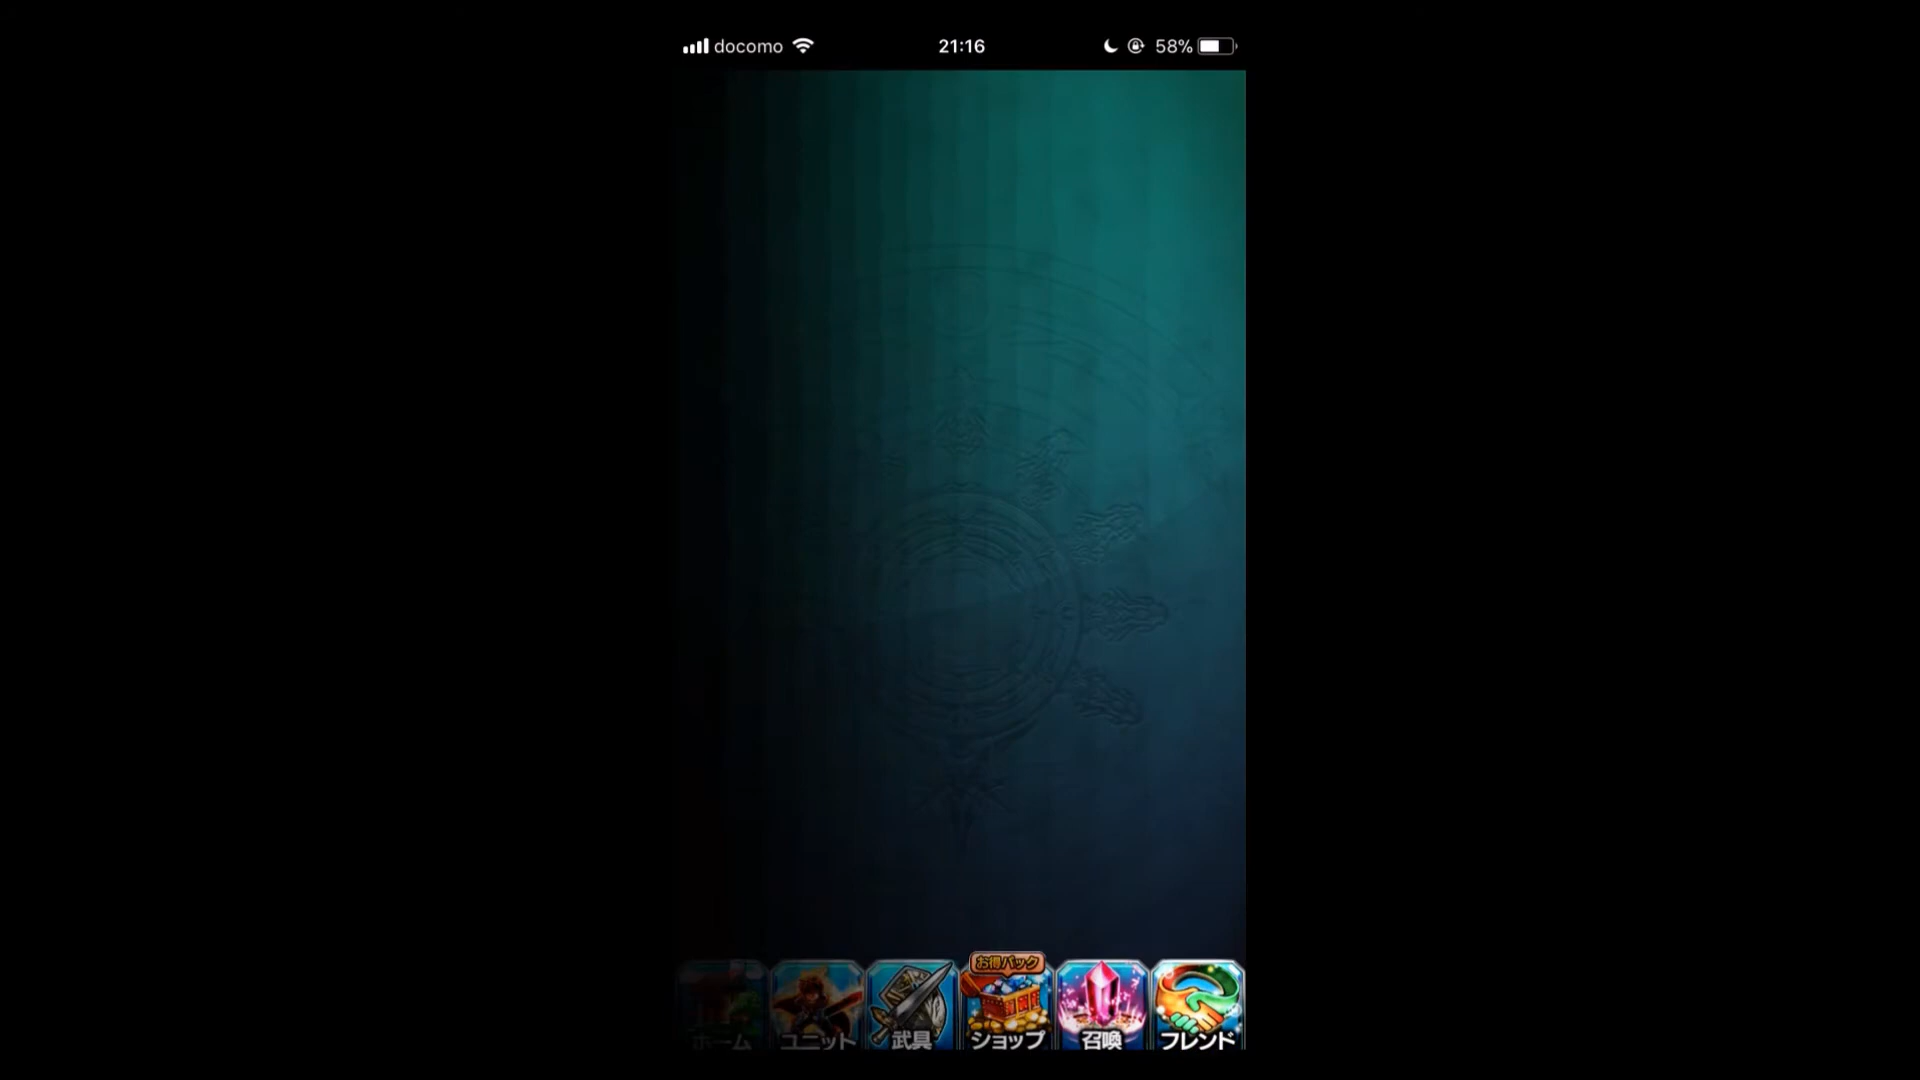 docomo 21:16 58%
お得パック
ホーム ユニット 武具 ショップ 召喚 フレンド